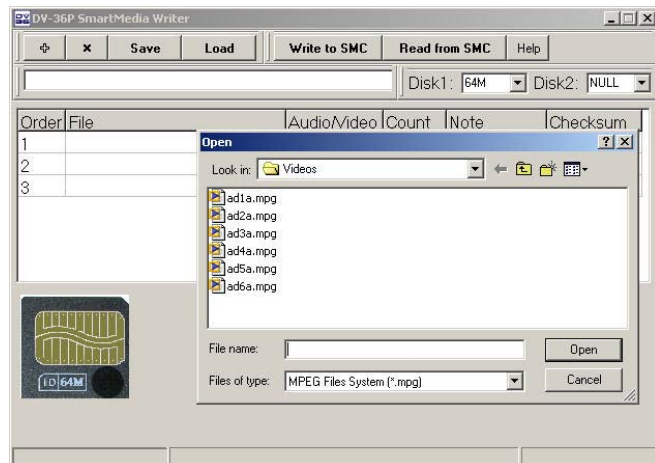 DV-36P SmartMedia Writer
Save Load Write to SMC Read from SMC Help
Disk1: 64M Disk2: NULL
Order File Audio/Video Count Note Checksum
1
2
3
Open
Look in: Videos
ad1a.mpg
ad2a.mpg
ad3a.mpg
ad4a.mpg
ad5a.mpg
ad6a.mpg
File name: Open
Files of type: MPEG Files System (*.mpg) Cancel
ID 64M